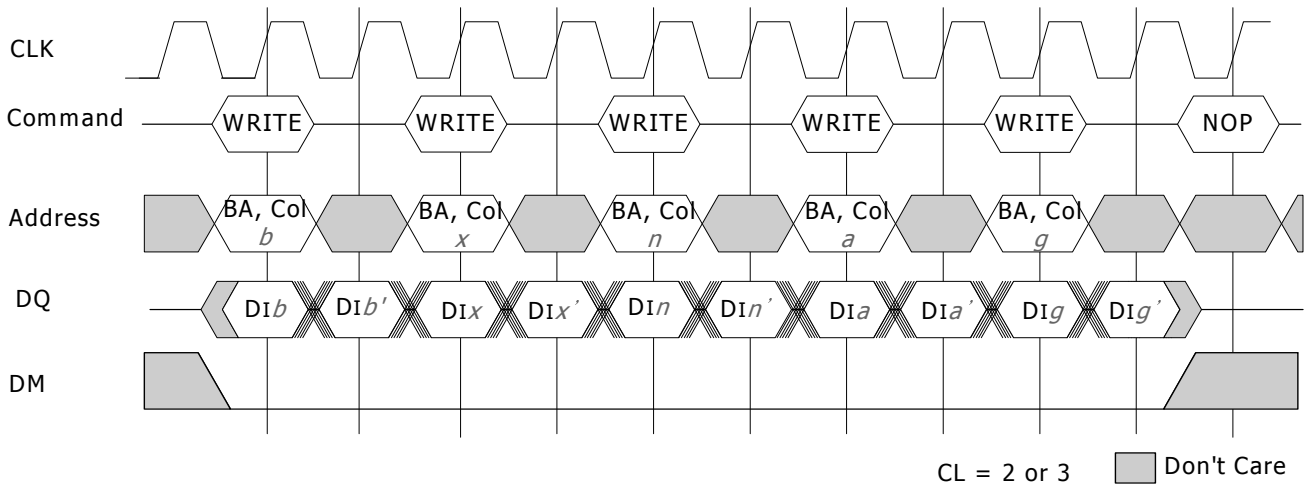 CLK
Command WRITE WRITE WRITE WRITE WRITE NOP
Address BA, Col BA, Col BA, Col BA, Col BA, Col
b x n a g
DQ DIb DIb' DIx DIx’ DIn DIn’ DIa DIa’ DIg DIg’
DM
CL = 2 or 3 Don't Care